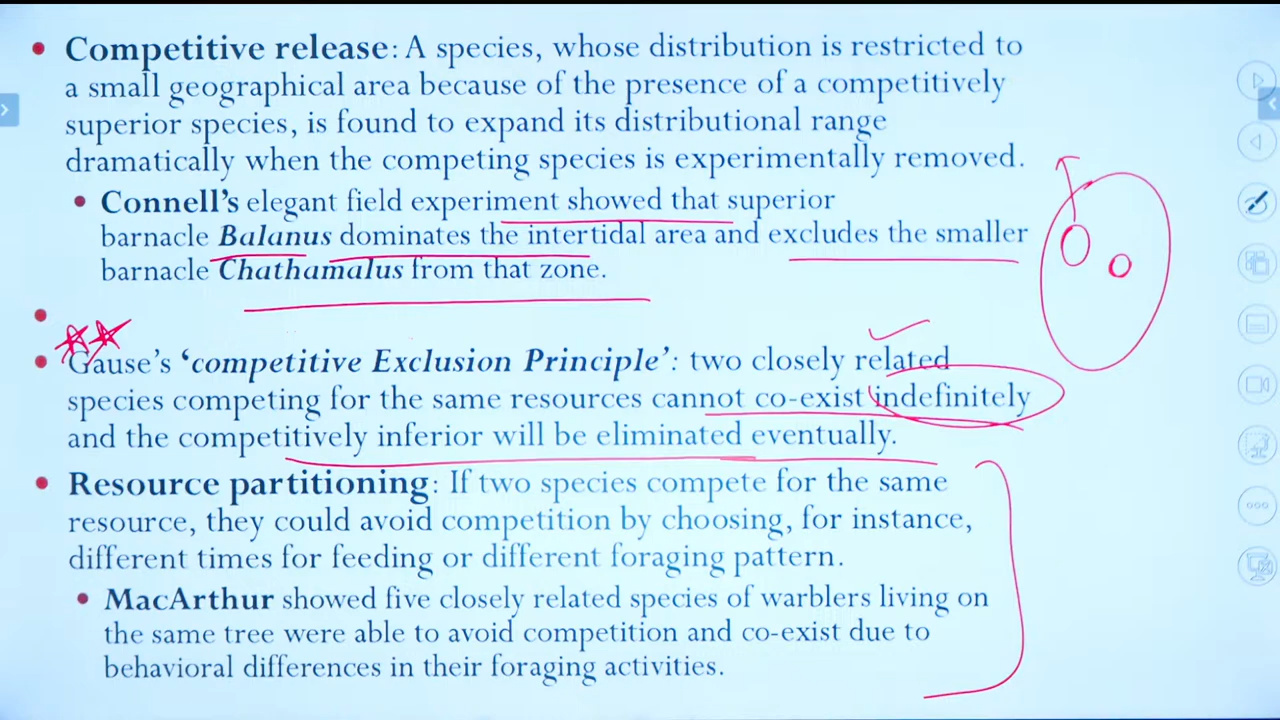 • Competitive release: A species, whose distribution is restricted to
a small geographical area because of the presence of a competitively
superior species, is found to expand its distributional range
dramatically when the competing species is experimentally removed.
• Connell's elegant field experiment showed that superior
barnacle Balanus dominates the intertidal area and excludes the smaller
barnacle Chathamalus from that zone.
•
• Gause's 'competitive Exclusion Principle': two closely related
species competing for the same resources cannot co-exist indefinitely
and the competitively inferior will be eliminated eventually.
• Resource partitioning: If two species compete for the same
resource, they could avoid competition by choosing, for instance,
different times for feeding or different foraging pattern.
• MacArthur showed five closely related species of warblers living on
the same tree were able to avoid competition and co-exist due to
behavioral differences in their foraging activities.